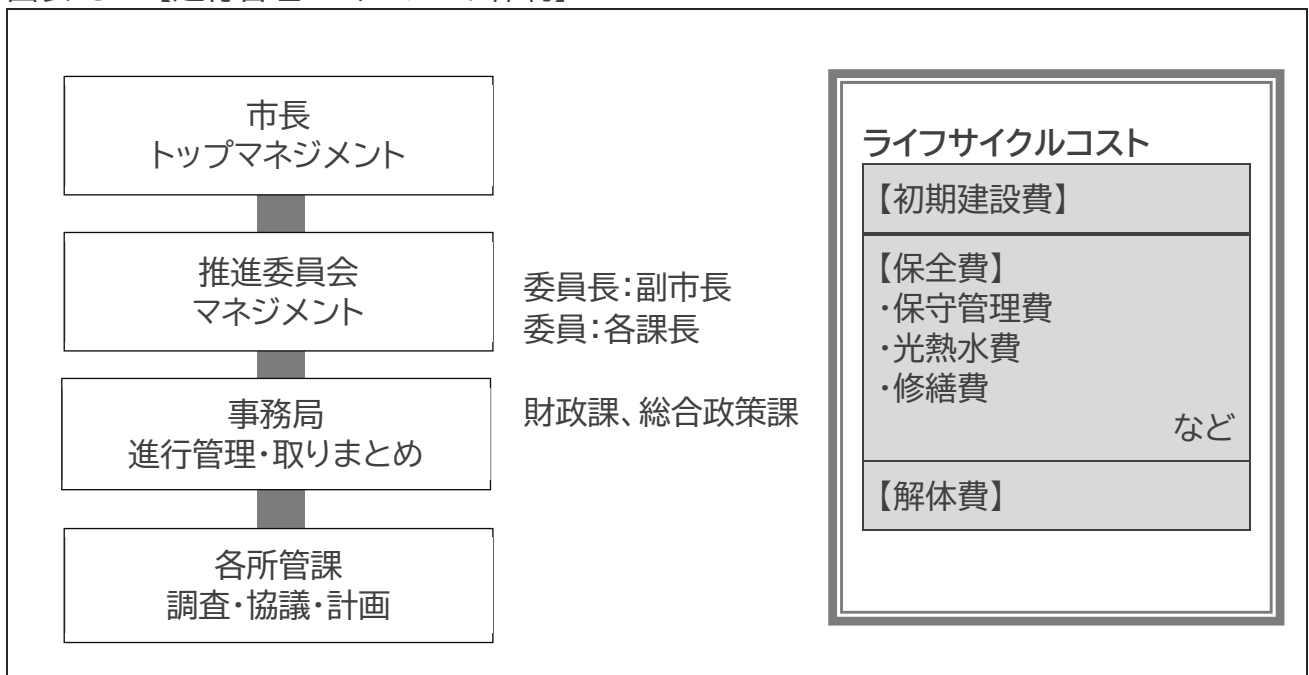 市長
トップマネジメント
推進委員会
マネジメント
委員長：副市長
委員：各課長
事務局
進行管理・取りまとめ
財政課、総合政策課
各所管課
調査・協議・計画
ライフサイクルコスト
【初期建設費】
【保全費】
・保守管理費
・光熱水費
・修繕費
など
【解体費】